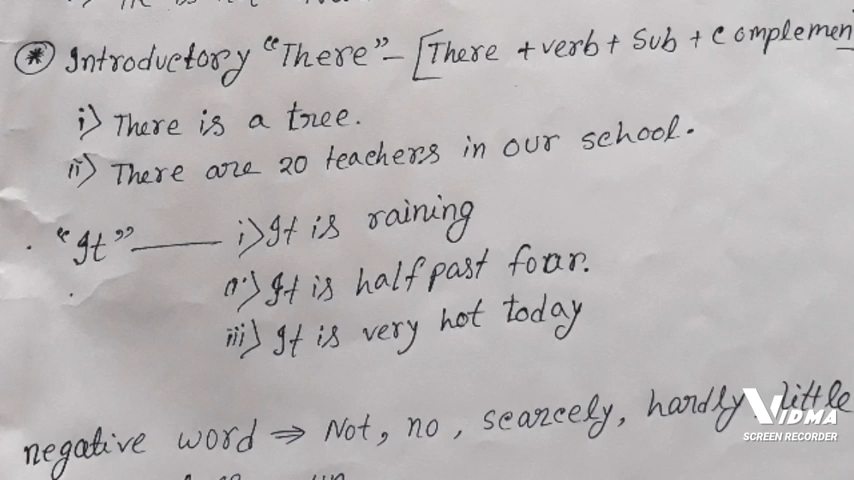 * Introductory "There" - [There + verb + Sub + Complemen
i) There is a tree.
ii) There are 20 teachers in our school.
"It" — i) It is raining
ii) It is half past four.
iii) It is very hot today
negative word ⇒ Not, no, scarcely, hardly, little
VIDMA
SCREEN RECORDER